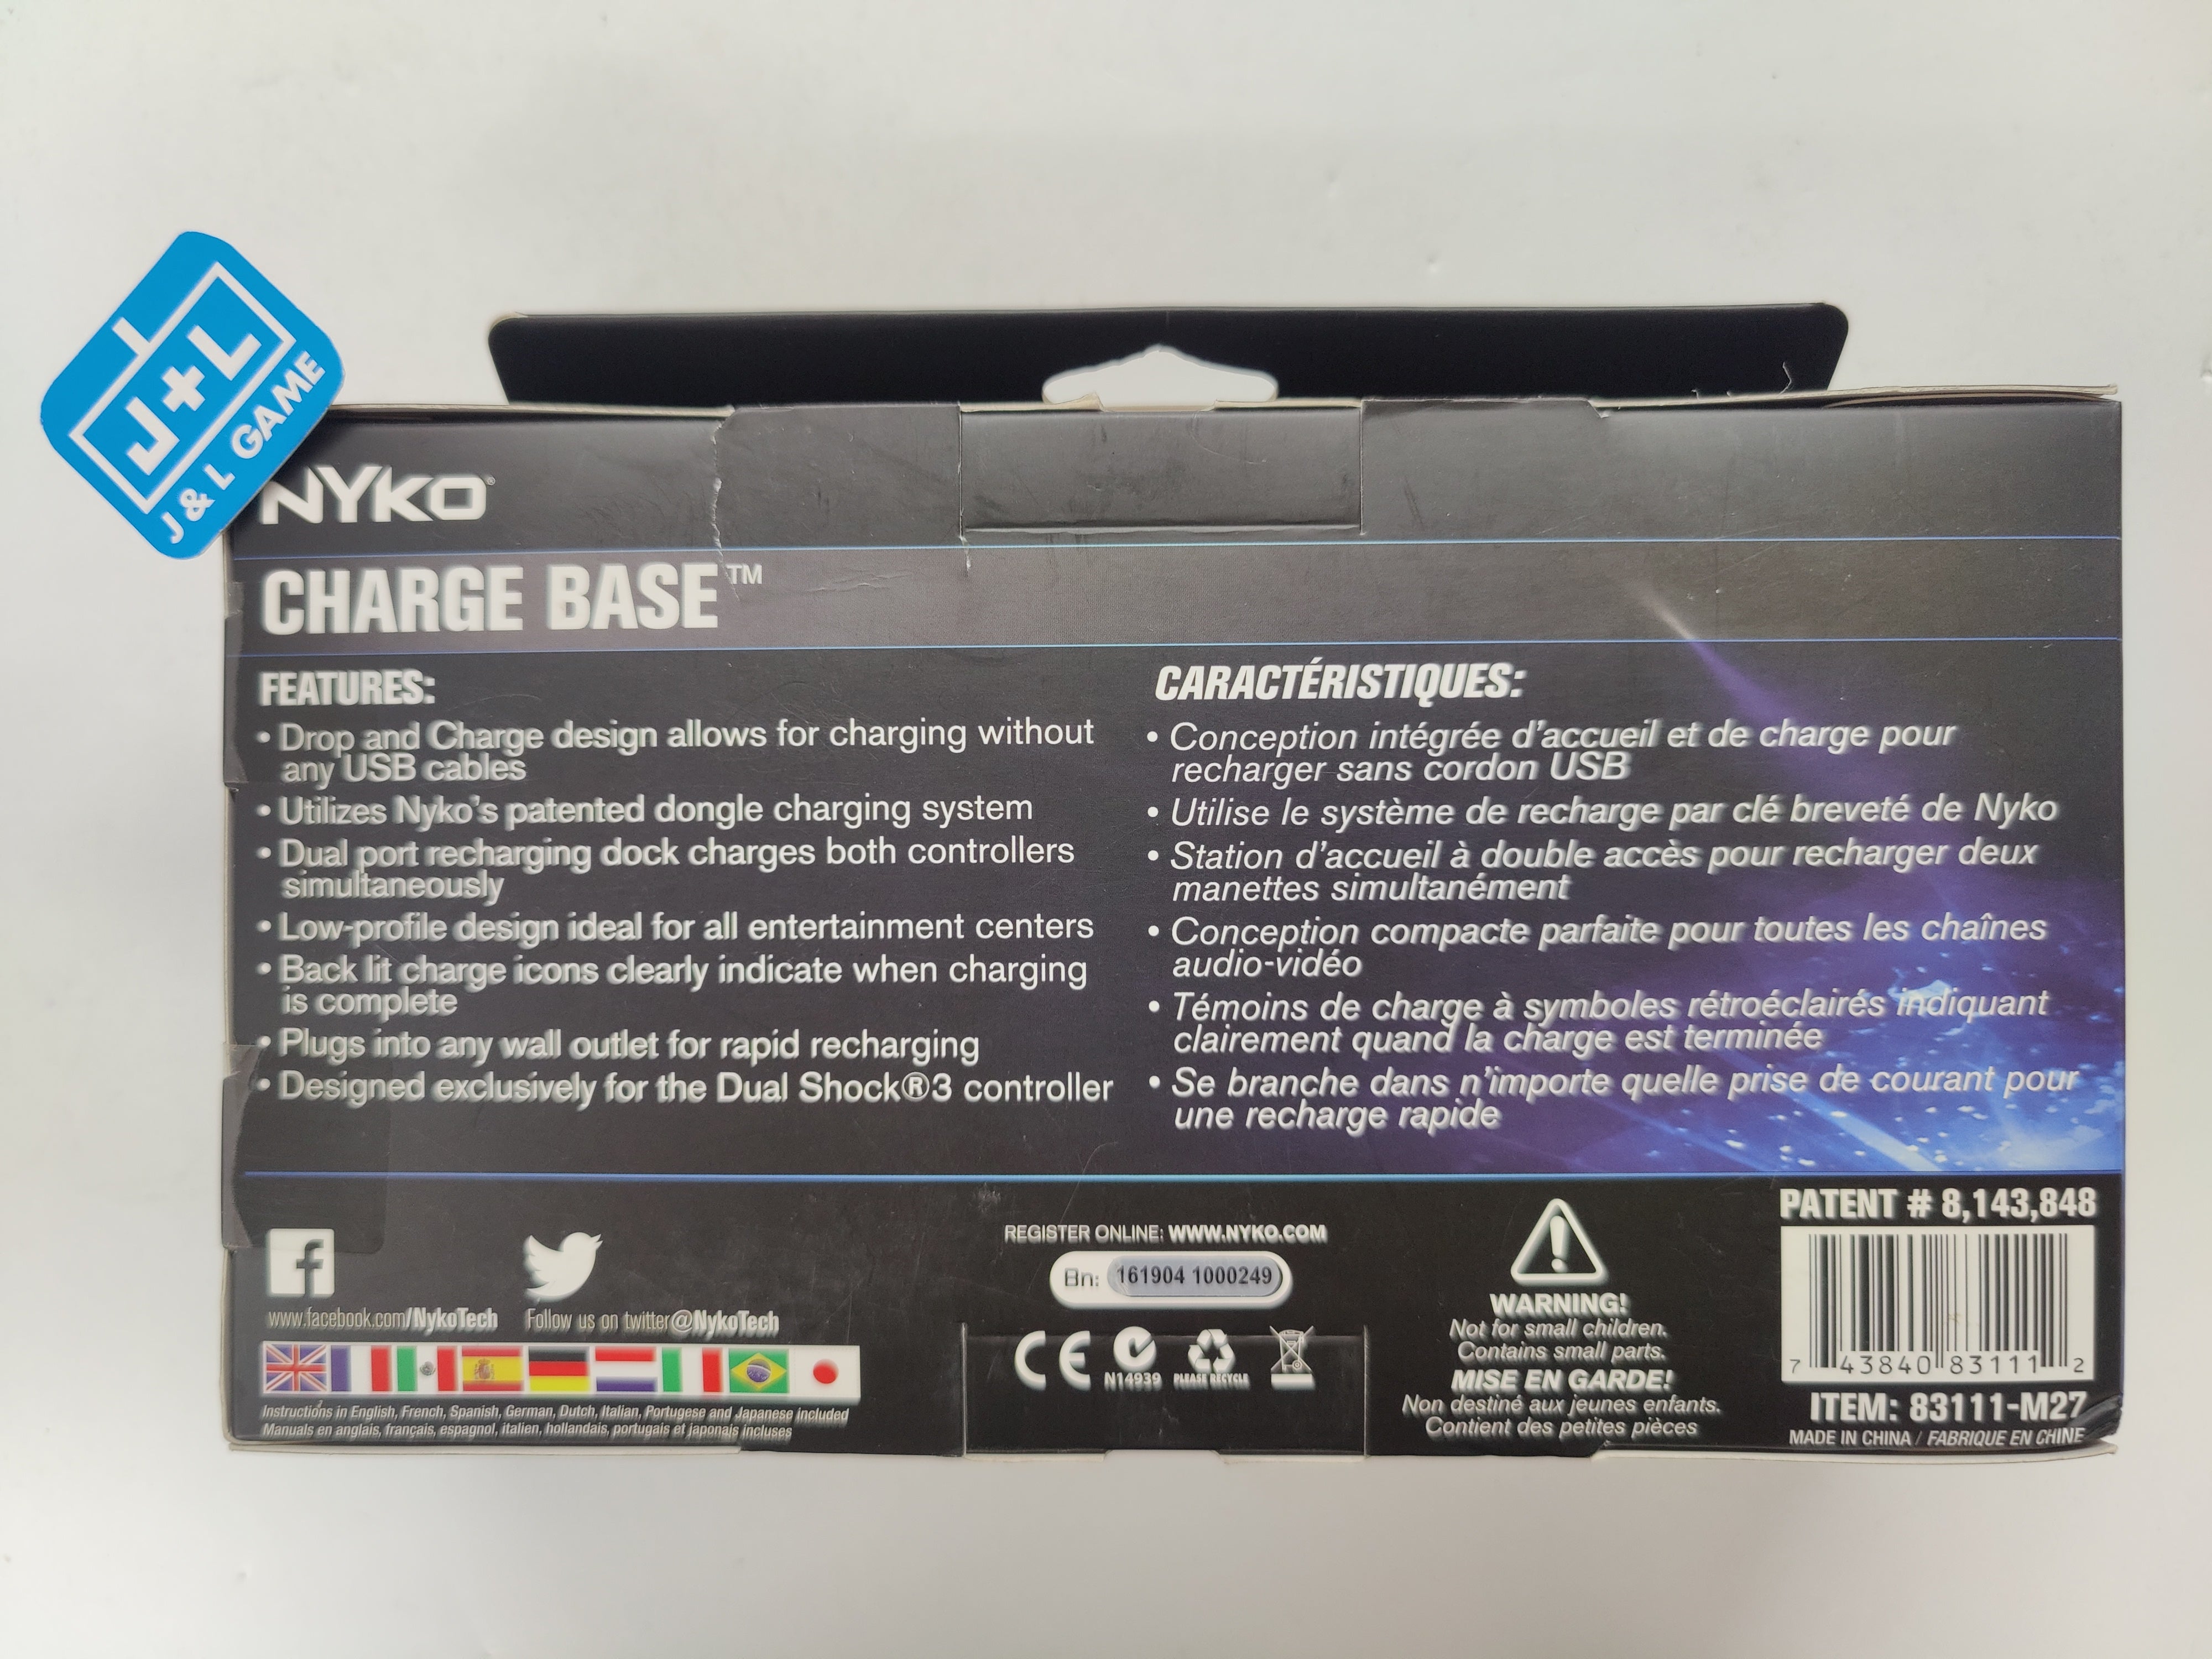 J+L
J & L GAME
NYKO®
CHARGE BASE™
FEATURES:
• Drop and Charge design allows for charging without
any USB cables
• Utilizes Nyko's patented dongle charging system
• Dual port recharging dock charges both controllers
simultaneously
• Low-profile design ideal for all entertainment centers
• Back lit charge icons clearly indicate when charging
is complete
• Plugs into any wall outlet for rapid recharging
• Designed exclusively for the Dual Shock®3 controller
CARACTÉRISTIQUES:
• Conception intégrée d'accueil et de charge pour
recharger sans cordon USB
• Utilise le système de recharge par clé breveté de Nyko
• Station d'accueil à double accès pour recharger deux
manettes simultanément
• Conception compacte parfaite pour toutes les chaînes
audio-vidéo
• Témoins de charge à symboles rétroéclairés indiquant
clairement quand la charge est terminée
• Se branche dans n'importe quelle prise de courant pour
une recharge rapide
www.facebook.com/NykoTech
Follow us on twitter@NykoTech
Instructions in English, French, Spanish, German, Dutch, Italian, Portugese and Japanese included
Manuals en anglais, français, espagnol, italien, hollandais, portugais et japonais incluses
REGISTER ONLINE: WWW.NYKO.COM
Bn: 161904 1000249
CE
N14939
PLEASE RECYCLE
WARNING!
Not for small children.
Contains small parts.
MISE EN GARDE!
Non destiné aux jeunes enfants.
Contient des petites pièces
PATENT # 8,143,848
7 43840 83111 2
ITEM: 83111-M27
MADE IN CHINA / FABRIQUE EN CHINE